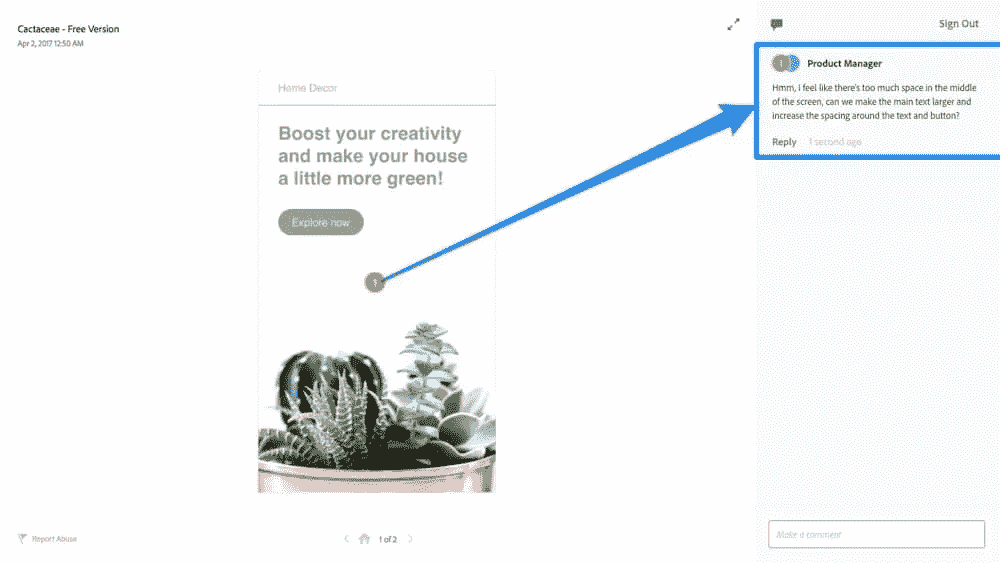 Cactaceae - Free Version
Apr 2, 2017 12:50 AM
Sign Out
Home Decor
Boost your creativity
and make your house
a little more green!
Explore now
1
1
Product Manager
Hmm, I feel like there's too much space in the middle
of the screen, can we make the main text larger and
increase the spacing around the text and button?
Reply 1 second ago
Report Abuse
1 of 2
Make a comment